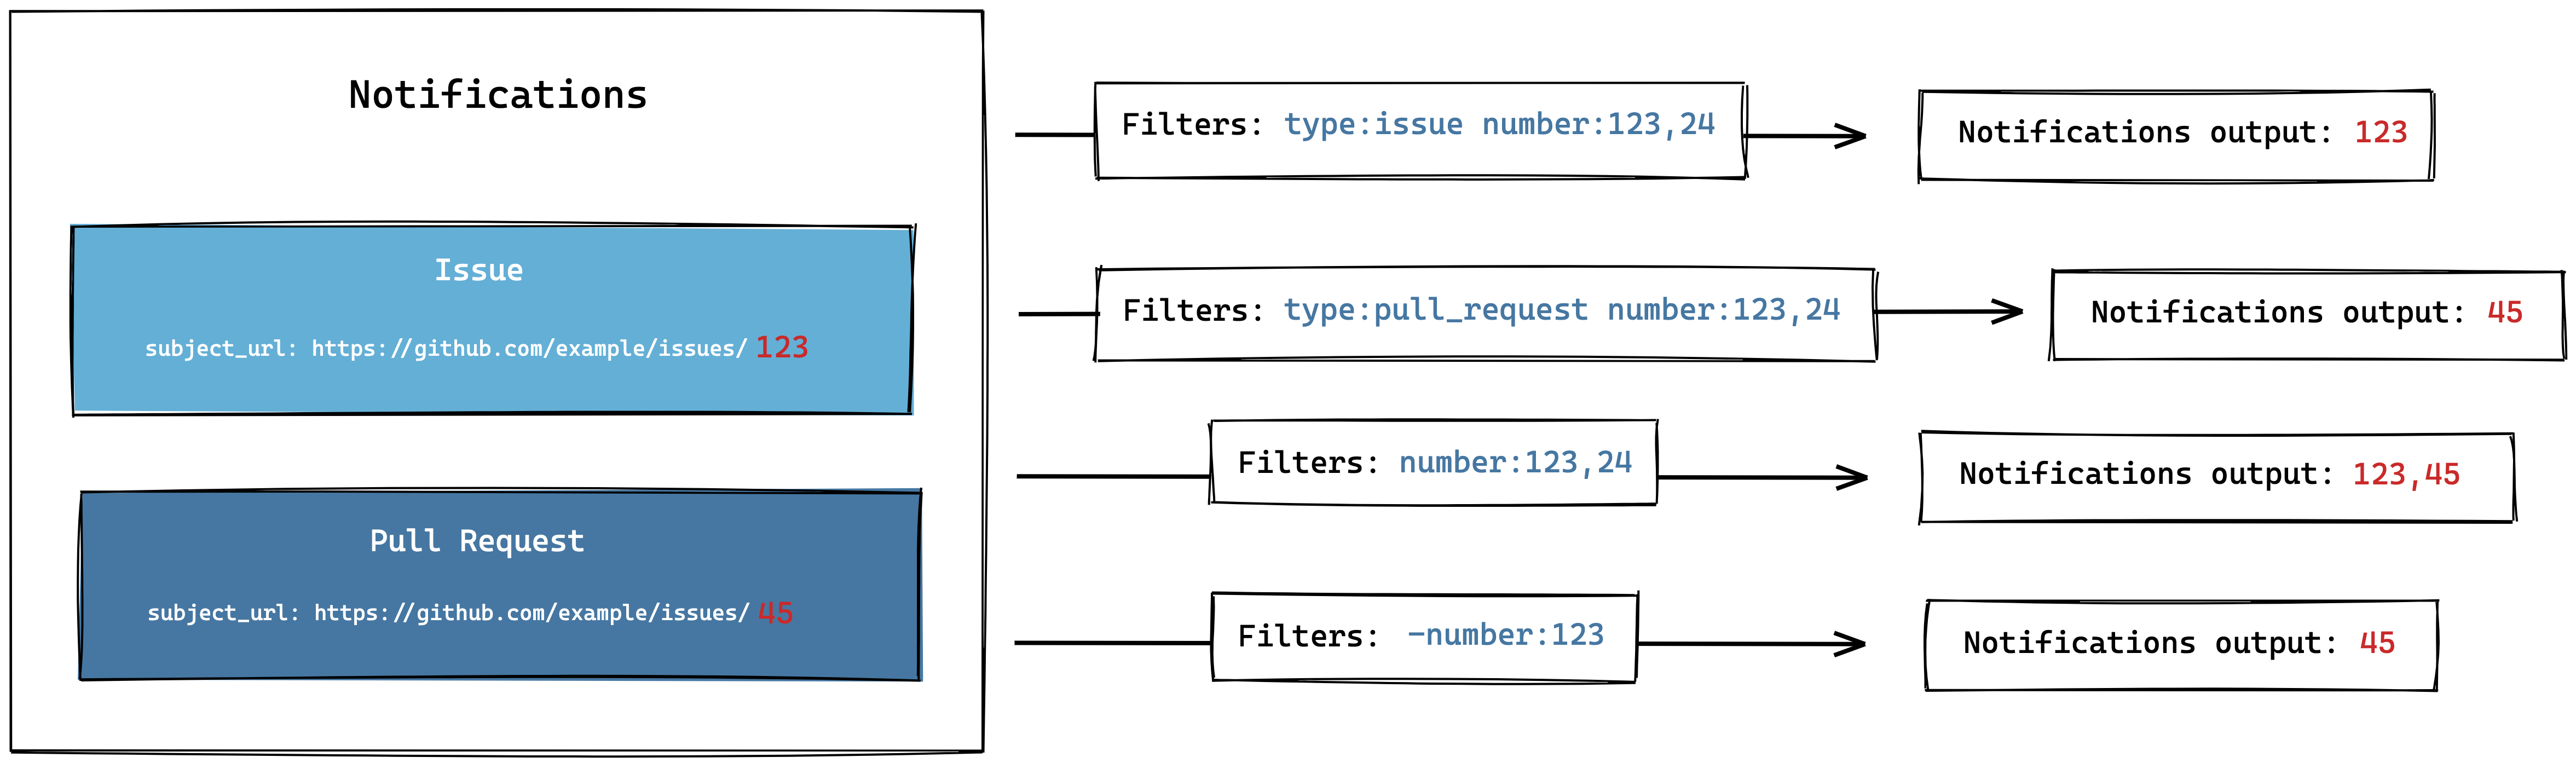 Notifications
Issue
subject_url: https://github.com/example/issues/ 123
Pull Request
subject_url: https://github.com/example/issues/ 45
Filters: type:issue number:123,24
Notifications output: 123
Filters: type:pull_request number:123,24
Notifications output: 45
Filters: number:123,24
Notifications output: 123,45
Filters: -number:123
Notifications output: 45